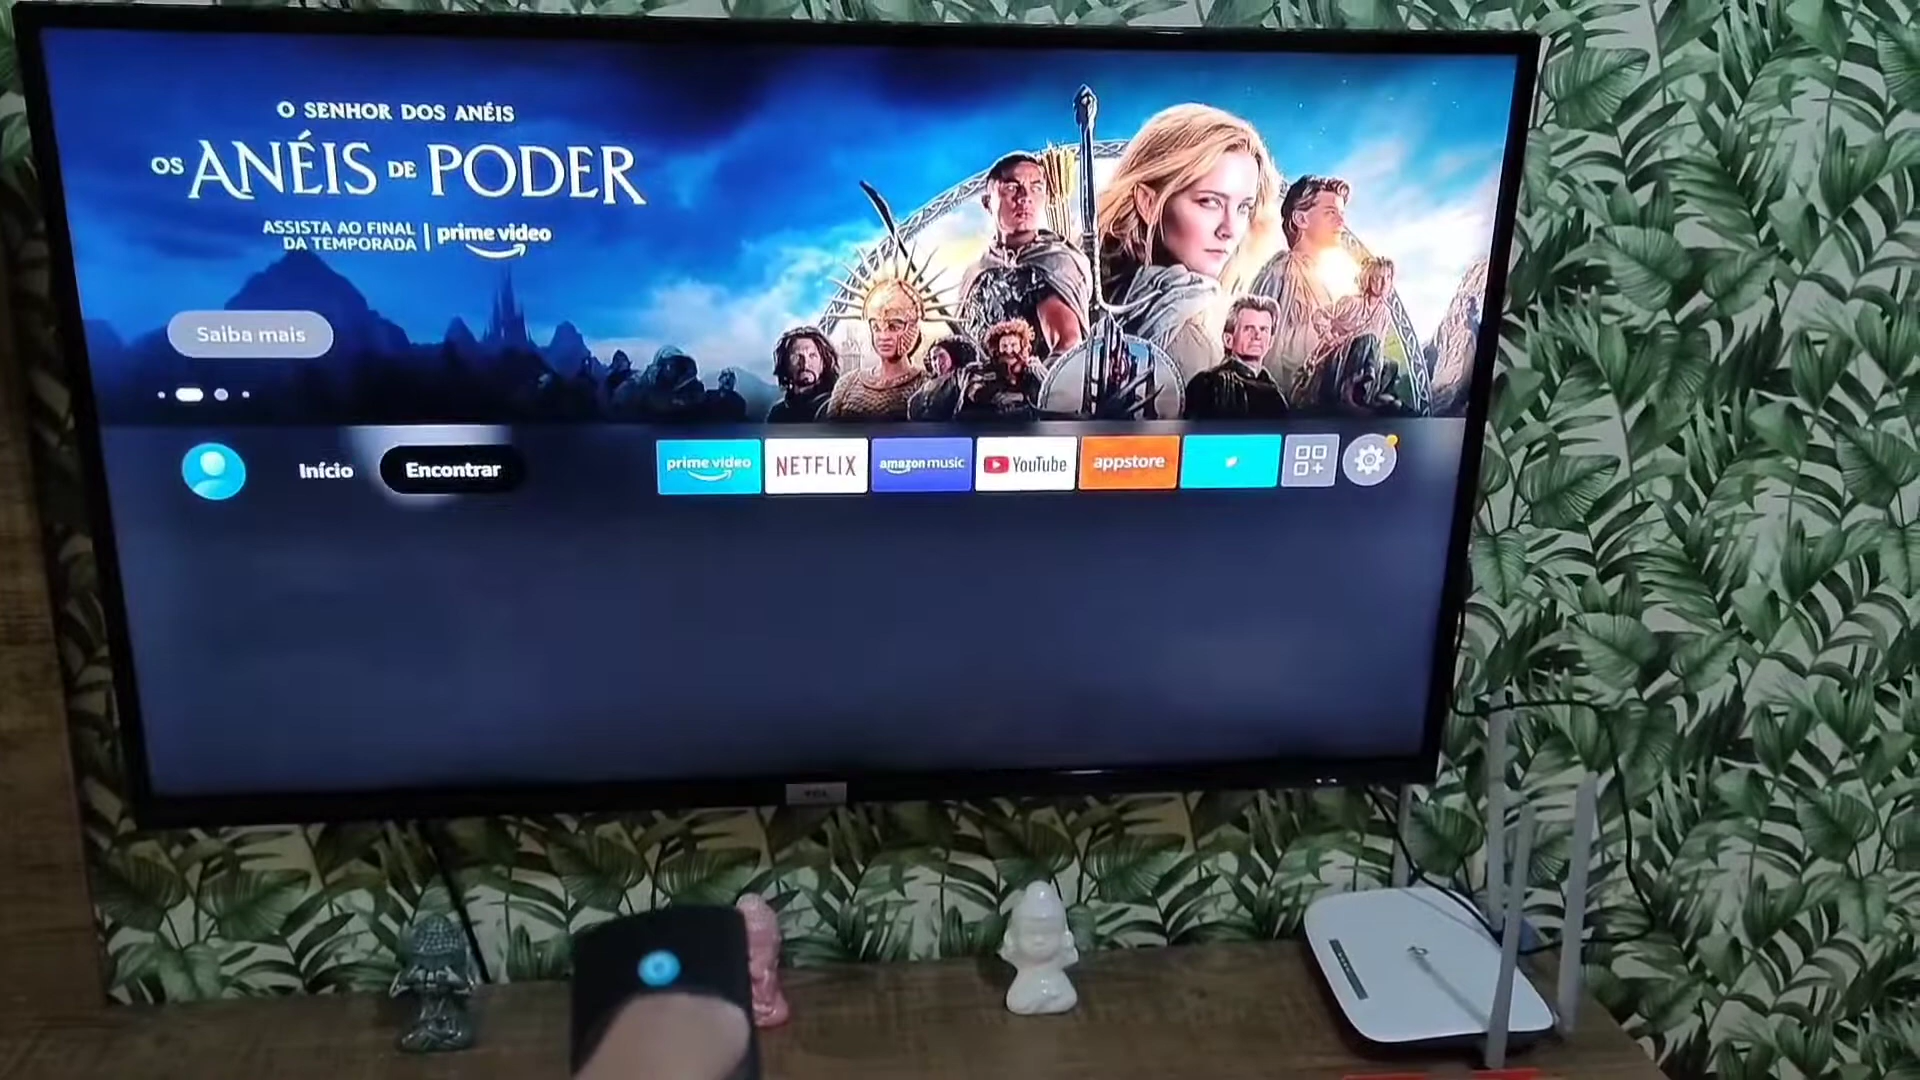 O SENHOR DOS ANÉIS
OS ANÉIS DE PODER
ASSISTA AO FINAL
DA TEMPORADA
prime video
Saiba mais
Início
Encontrar
prime video
NETFLIX
amazon music
YouTube
appstore
TCL